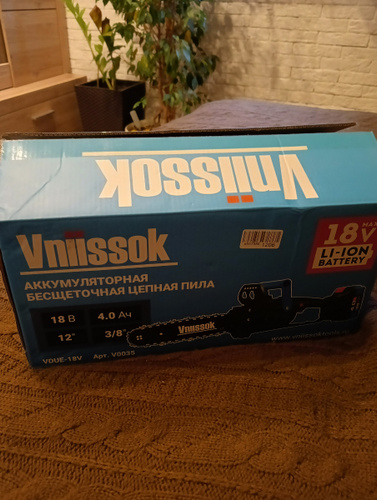 Vniissok
Vniissok
18V
LI-ION
BATTERY
АККУМУЛЯТОРНАЯ
БЕСЩЕТОЧНАЯ ЦЕПНАЯ ПИЛА
18 В
4.0 Ач
12"
3/8"
Vniissok
VDUE-18V Арт. V0035